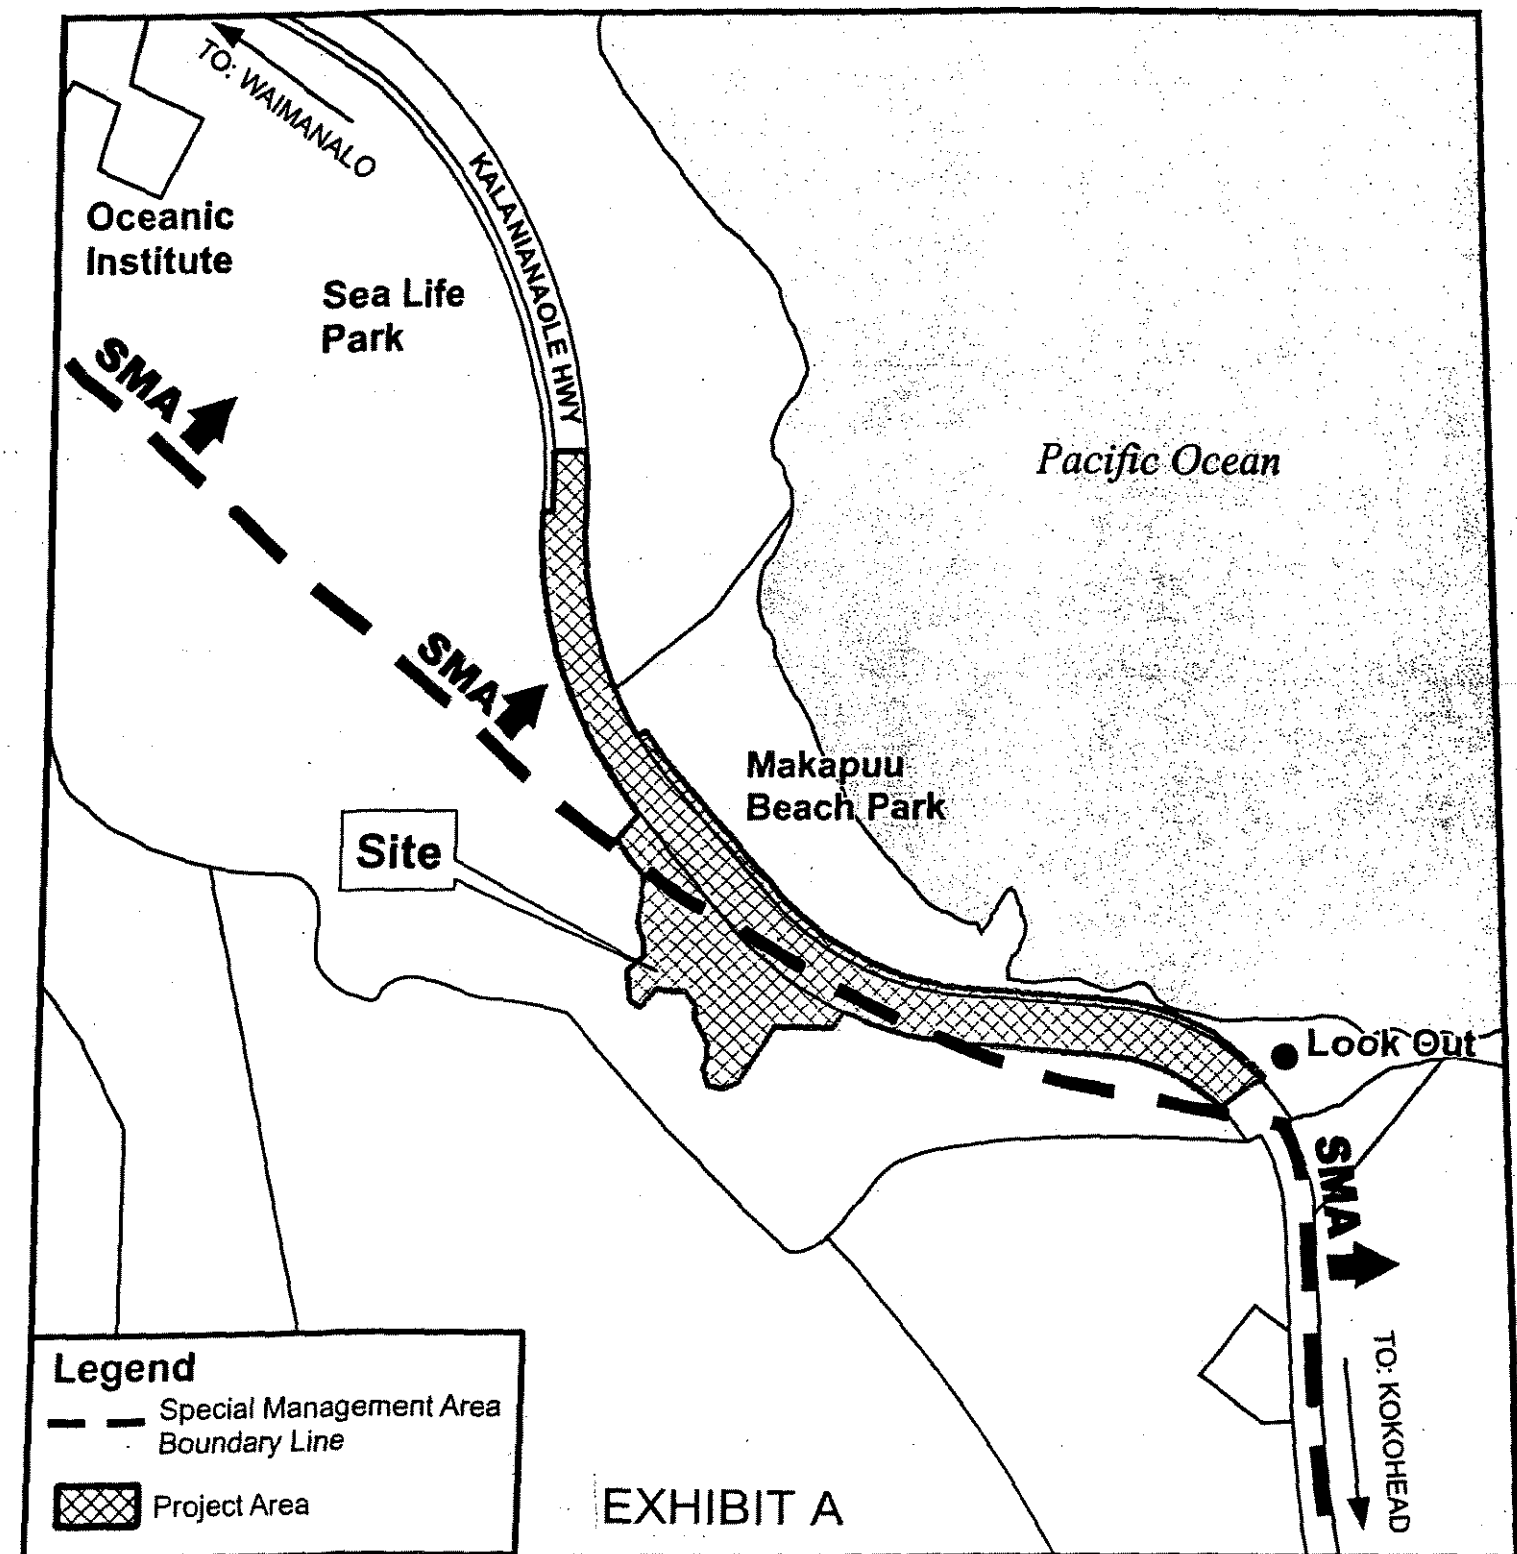 TO: WAIMANALO
KALANIANAOLE HWY
Oceanic
Institute
Sea Life
Park
SMA
Pacific Ocean
SMA
Makapuu
Beach Park
Site
Look Out
SMA
TO: KOKOHEAD
Legend
Special Management Area
Boundary Line
Project Area
EXHIBIT A